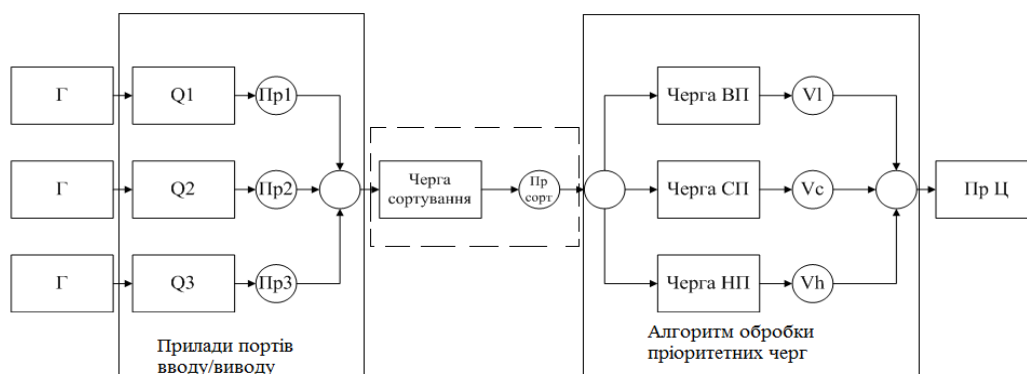 Г
Q1
Пр1
Г
Q2
Пр2
Г
Q3
Пр3
Прилади портів
вводу/виводу
Черга
сортування
Пр
сорт
Черга ВП
Vl
Черга СП
Vc
Черга НП
Vh
Алгоритм обробки
пріоритетних черг
Пр Ц